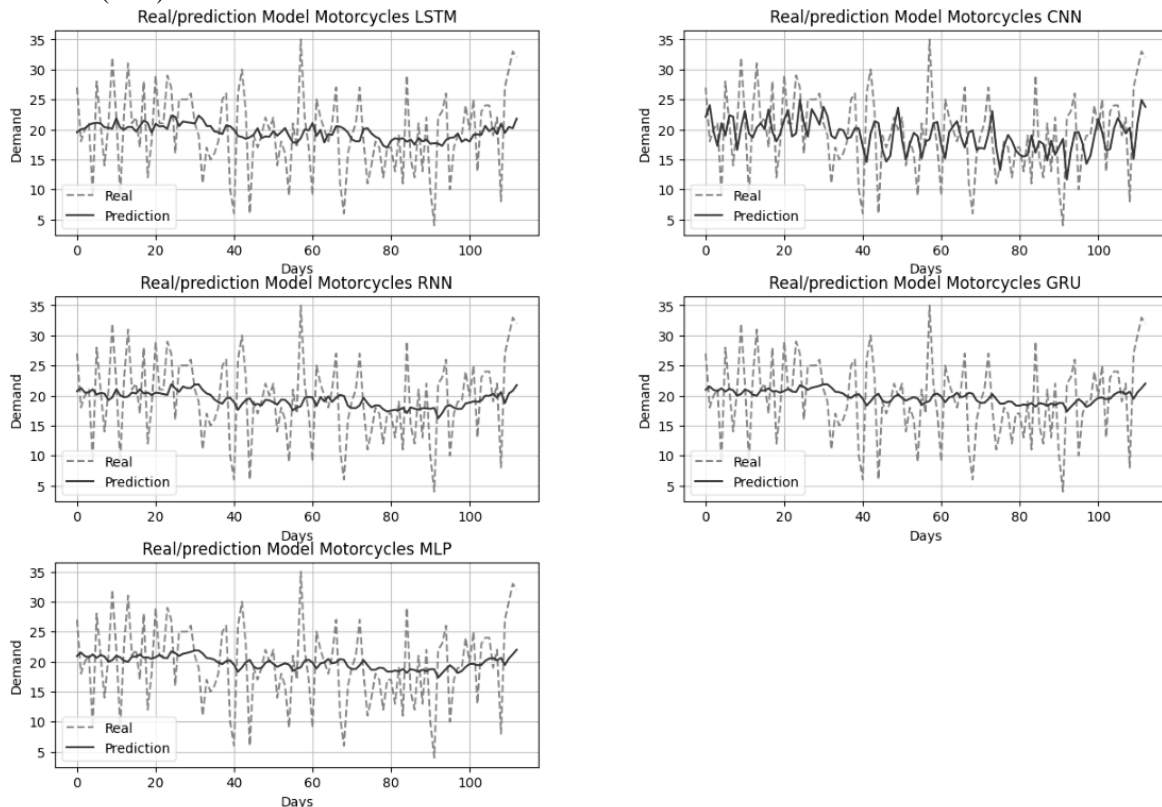 Real/prediction Model Motorcycles LSTM
35
30
25
20
15
10
5
Demand
Real
Prediction
0 20 40 60 80 100
Days
Real/prediction Model Motorcycles CNN
35
30
25
20
15
10
5
Demand
Real
Prediction
0 20 40 60 80 100
Days
Real/prediction Model Motorcycles RNN
35
30
25
20
15
10
5
Demand
Real
Prediction
0 20 40 60 80 100
Days
Real/prediction Model Motorcycles GRU
35
30
25
20
15
10
5
Demand
Real
Prediction
0 20 40 60 80 100
Days
Real/prediction Model Motorcycles MLP
35
30
25
20
15
10
5
Demand
Real
Prediction
0 20 40 60 80 100
Days